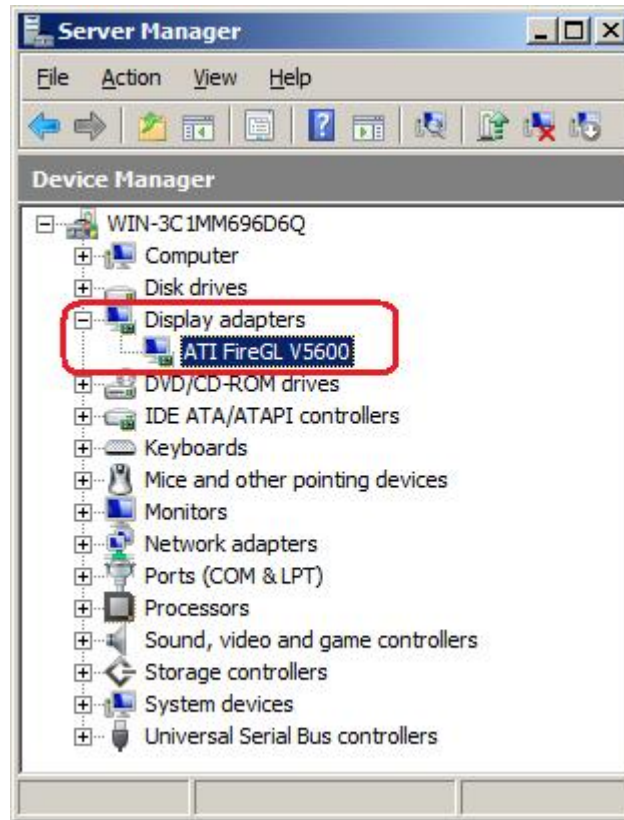 Server Manager
File Action View Help
Device Manager
WIN-3C1MM696D6Q
Computer
Disk drives
Display adapters
ATI FireGL V5600
DVD/CD-ROM drives
IDE ATA/ATAPI controllers
Keyboards
Mice and other pointing devices
Monitors
Network adapters
Ports (COM & LPT)
Processors
Sound, video and game controllers
Storage controllers
System devices
Universal Serial Bus controllers